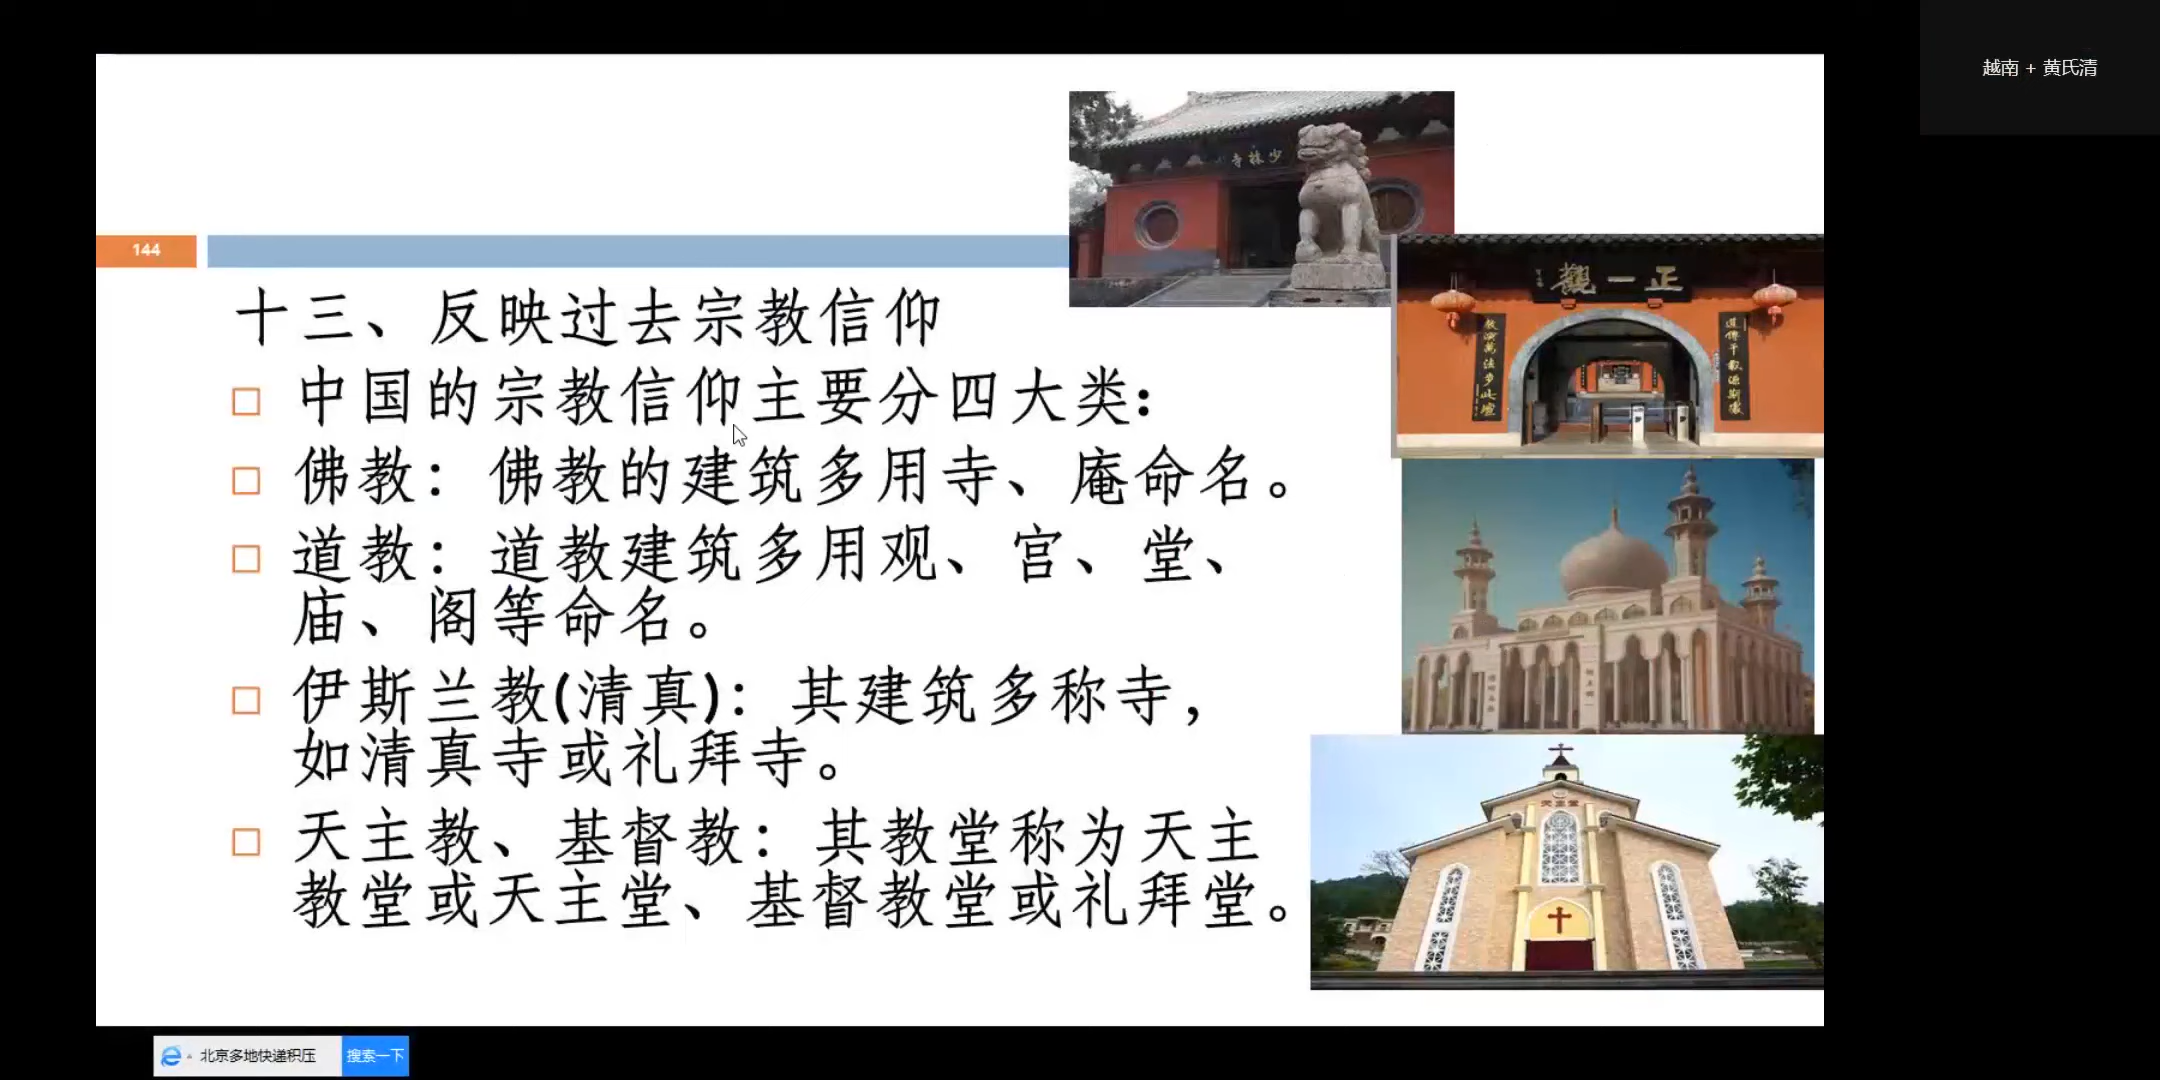 越南 + 黄氏清
144
少林寺
正一觀
十三、反映过去宗教信仰
中国的宗教信仰主要分四大类:
佛教：佛教的建筑多用寺、庵命名。
道教：道教建筑多用观、宫、堂、
庙、阁等命名。
伊斯兰教(清真)：其建筑多称寺，
如清真寺或礼拜寺。
天主教、基督教：其教堂称为天主
教堂或天主堂、基督教堂或礼拜堂。
天主堂
北京多地快递积压
搜索一下